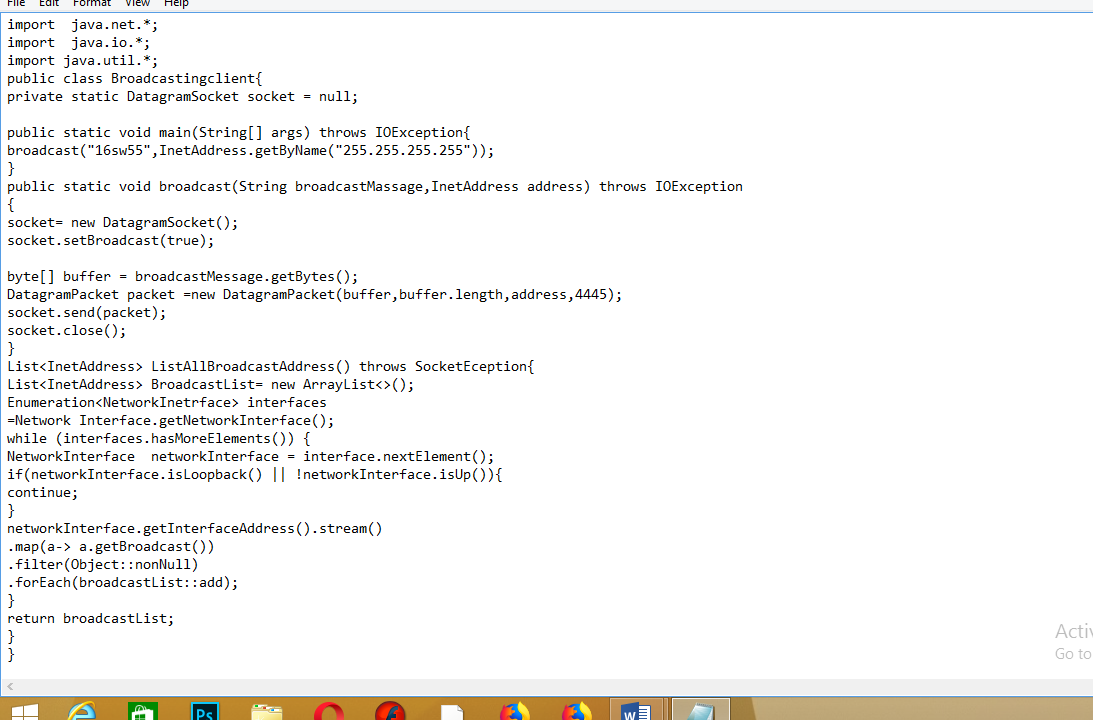 File Edit Format View Help
import  java.net.*;
import  java.io.*;
import java.util.*;
public class Broadcastingclient{
private static DatagramSocket socket = null;

public static void main(String[] args) throws IOException{
broadcast("16sw55",InetAddress.getByName("255.255.255.255"));
}
public static void broadcast(String broadcastMassage,InetAddress address) throws IOException
{
socket= new DatagramSocket();
socket.setBroadcast(true);

byte[] buffer = broadcastMessage.getBytes();
DatagramPacket packet =new DatagramPacket(buffer,buffer.length,address,4445);
socket.send(packet);
socket.close();
}
List<InetAddress> ListAllBroadcastAddress() throws SocketEception{
List<InetAddress> BroadcastList= new ArrayList<>();
Enumeration<NetworkInetrface> interfaces
=Network Interface.getNetworkInterface();
while (interfaces.hasMoreElements()) {
NetworkInterface  networkInterface = interface.nextElement();
if(networkInterface.isLoopback() || !networkInterface.isUp()){
continue;
}
networkInterface.getInterfaceAddress().stream()
.map(a-> a.getBroadcast())
.filter(Object::nonNull)
.forEach(broadcastList::add);
}
return broadcastList;
}
}
Activ
Go to
Ps
W